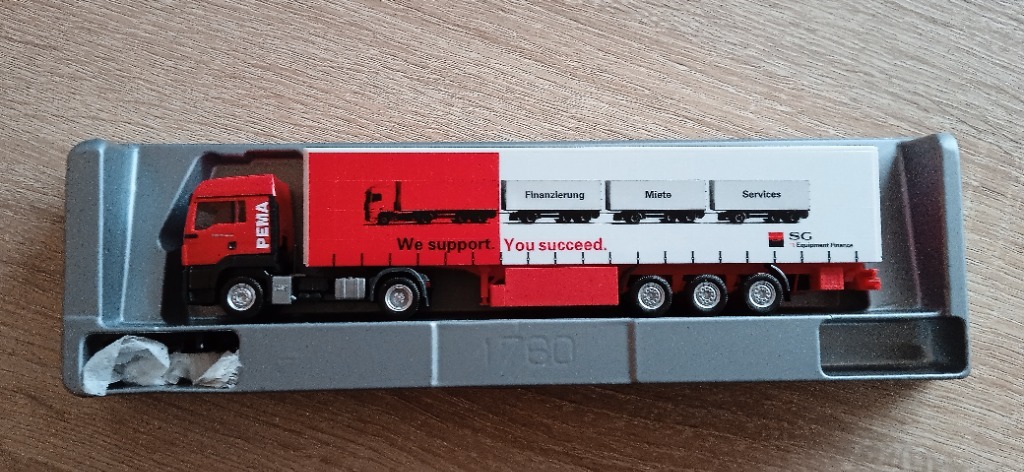 PEMA
Finanzierung
Miete
Services
We support. You succeed.
SG
Equipment Finance
1760